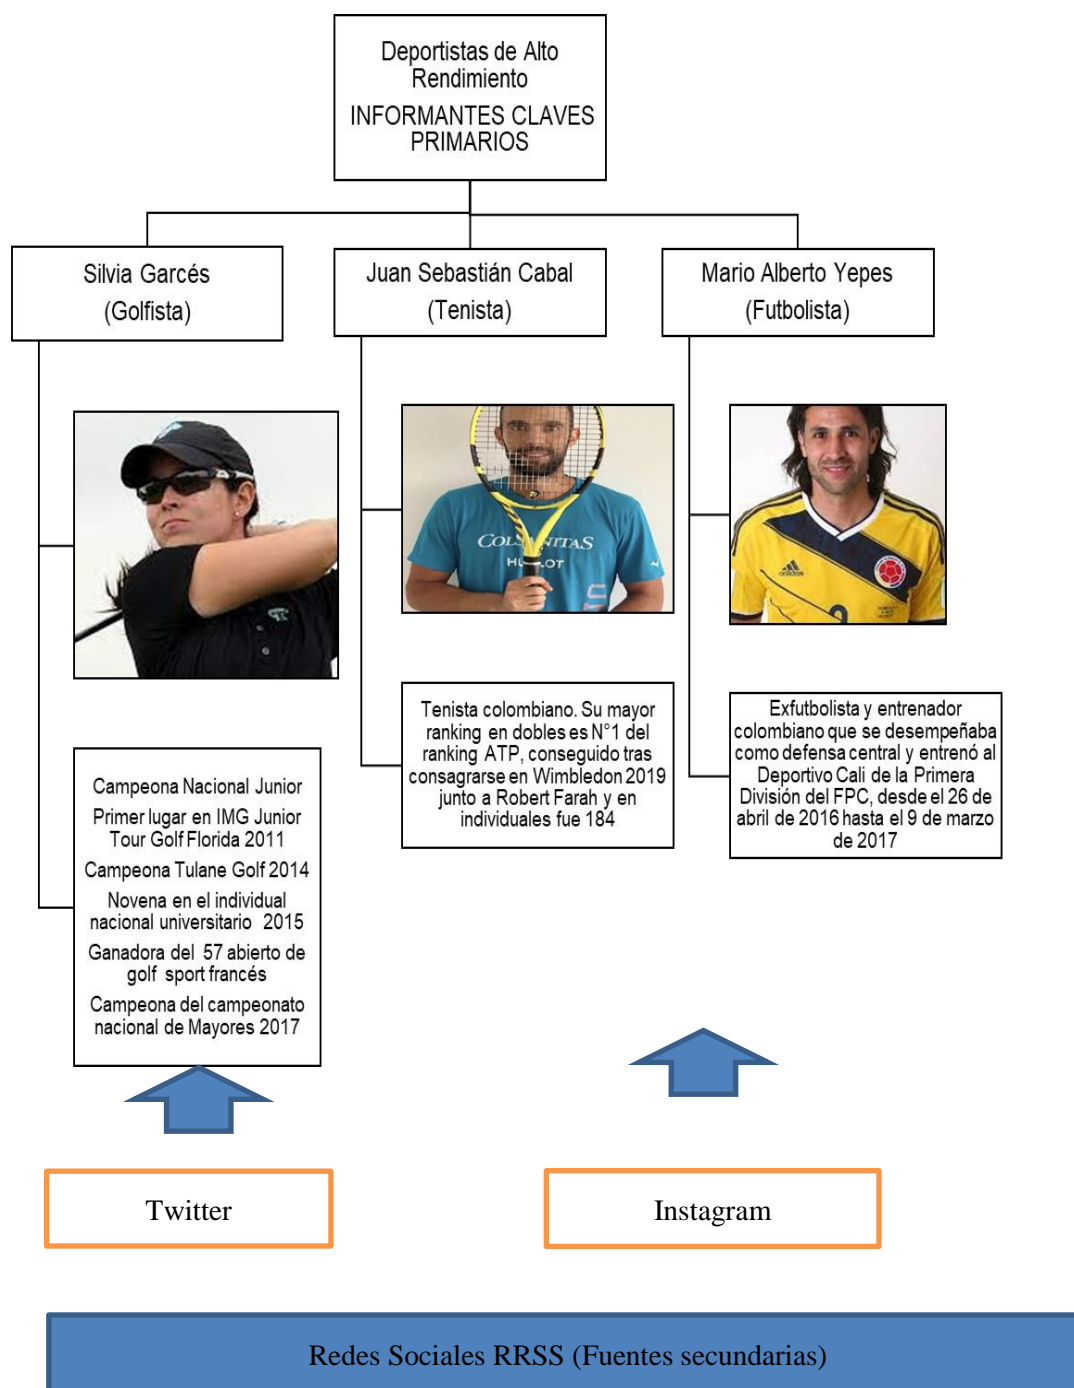 Deportistas de Alto
Rendimiento
INFORMANTES CLAVES
PRIMARIOS
Silvia Garcés
(Golfista)
Juan Sebastián Cabal
(Tenista)
Mario Alberto Yepes
(Futbolista)
COLSANITAS
HUBLOT
adidas
Tenista colombiano. Su mayor
ranking en dobles es N°1 del
ranking ATP, conseguido tras
consagrarse en Wimbledon 2019
junto a Robert Farah y en
individuales fue 184
Exfutbolista y entrenador
colombiano que se desempeñaba
como defensa central y entrenó al
Deportivo Cali de la Primera
División del FPC, desde el 26 de
abril de 2016 hasta el 9 de marzo
de 2017
Campeona Nacional Junior
Primer lugar en IMG Junior
Tour Golf Florida 2011
Campeona Tulane Golf 2014
Novena en el individual
nacional universitario 2015
Ganadora del 57 abierto de
golf sport francés
Campeona del campeonato
nacional de Mayores 2017
Twitter
Instagram
Redes Sociales RRSS (Fuentes secundarias)